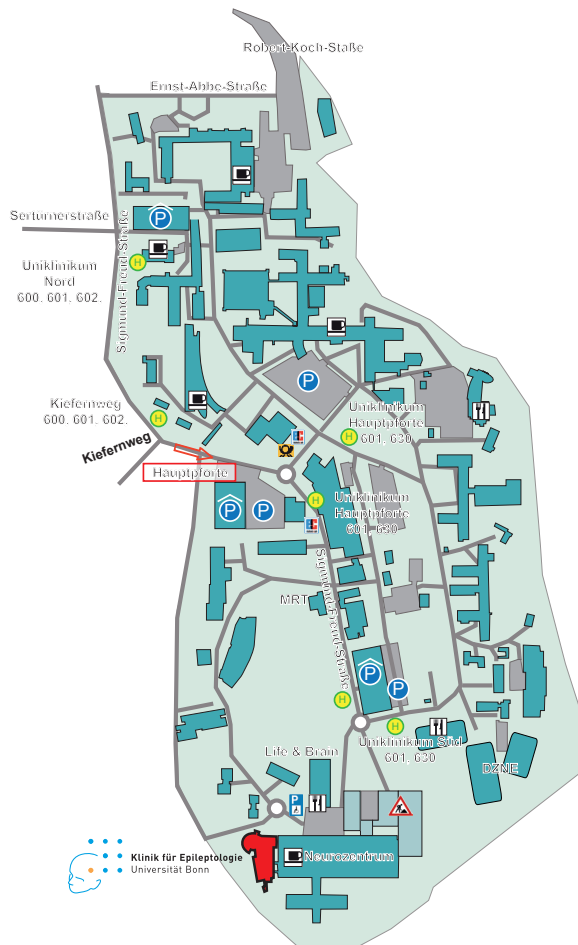 Robert-Koch-Staße
Ernst-Abbe-Straße
Serturnerstraße
P
Sigmund-Freud-Straße
H
Uniklinikum
Nord
600. 601. 602.
P
Kiefernweg
600. 601. 602.
H
Uniklinikum
Hauptpforte
601, 630
H
Kiefernweg
Hauptpforte
P
P
H
Uniklinikum
Hauptpforte
601, 630
Sigmund-Freud-Straße
MRT
P
P
H
H
Uniklinikum Süd
601, 630
Life & Brain
DZNE
P
Neurozentrum
Klinik für Epileptologie
Universität Bonn